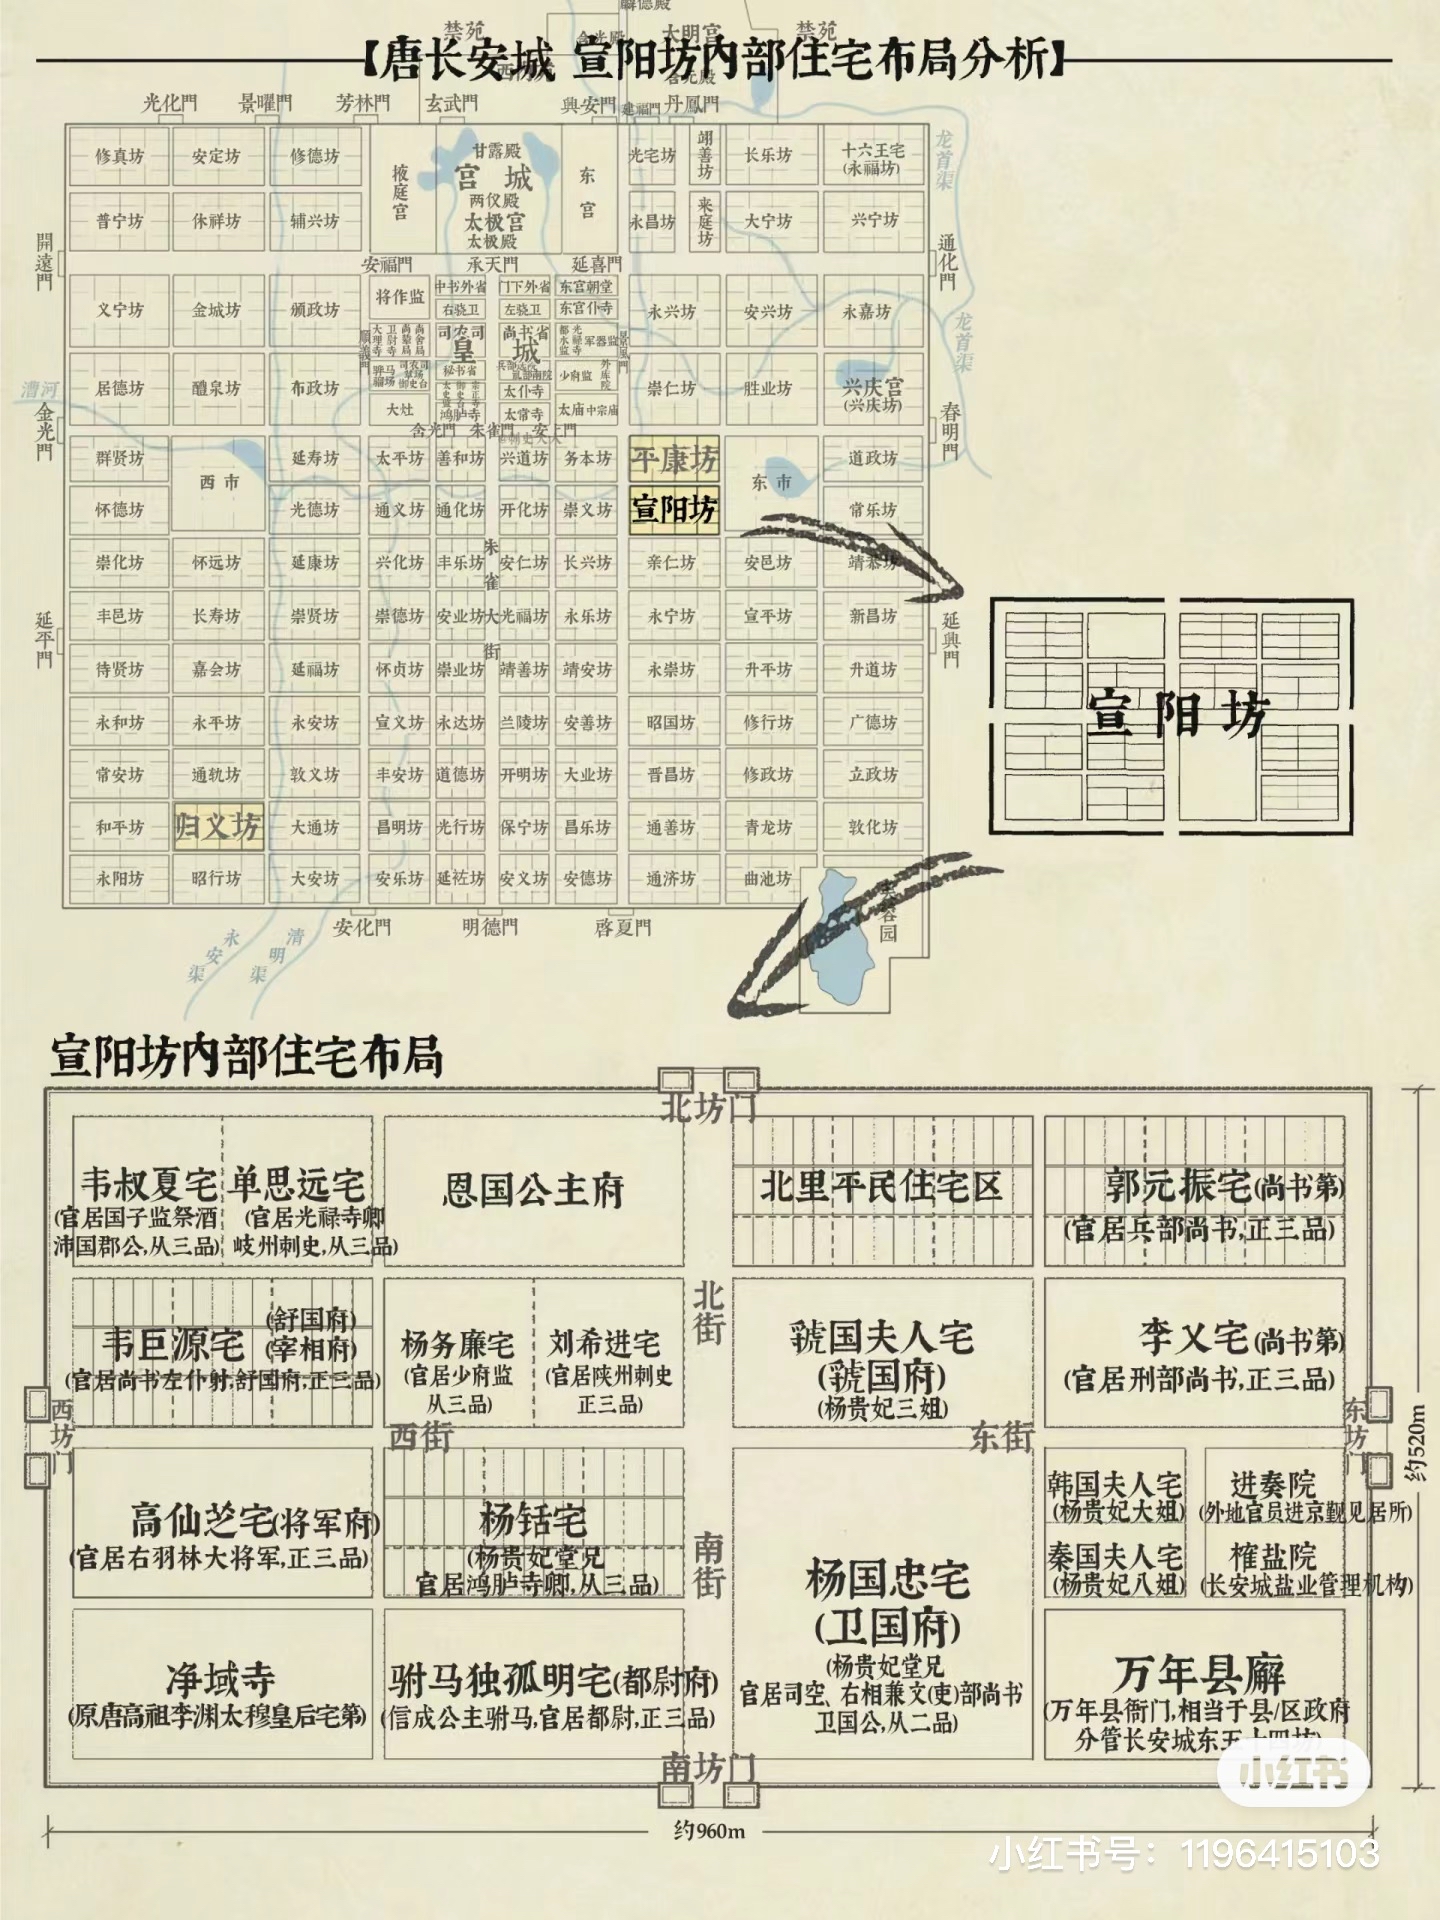 麟德殿
禁苑
含光殿
大明宫
禁苑
【唐长安城 宣阳坊内部住宅布局分析】
含元殿
光化門
景曜門
芳林門
玄武門
興安門
建福門
丹鳳門
修真坊
安定坊
修德坊
掖庭宫
甘露殿
宫 城
两仪殿
太极宫
太极殿
东宫
光宅坊
翊善坊
长乐坊
十六王宅
(永福坊)
龙首渠
普宁坊
休祥坊
辅兴坊
永昌坊
来庭坊
大宁坊
兴宁坊
開遠門
通化門
安福門
承天門
延喜門
义宁坊
金城坊
颁政坊
将作监
中书外省
门下外省
东宫朝堂
右骁卫
左骁卫
东宫仆寺
永兴坊
安兴坊
永嘉坊
龙首渠
大理寺
卫尉寺
尚辇局
尚舍局
司农司
尚书省
都水监
光禄寺
军器监
皇 城
居德坊
醴泉坊
布政坊
秘书省
少府监
外库院
崇仁坊
胜业坊
兴庆宫
(兴庆坊)
大灶
鸿胪寺
太仆寺
太常寺
太庙
中宗庙
漕河
金光門
春明門
含光門
朱雀門
安上門
群贤坊
西市
延寿坊
太平坊
善和坊
兴道坊
务本坊
平康坊
东市
道政坊
怀德坊
光德坊
通义坊
通化坊
开化坊
崇义坊
宣阳坊
常乐坊
朱雀大街
崇化坊
怀远坊
延康坊
兴化坊
丰乐坊
安仁坊
长兴坊
亲仁坊
安邑坊
靖恭坊
延平門
延興門
丰邑坊
长寿坊
崇贤坊
崇德坊
安业坊
光福坊
永乐坊
永宁坊
宣平坊
新昌坊
待贤坊
嘉会坊
延福坊
怀贞坊
崇业坊
靖善坊
靖安坊
永崇坊
升平坊
升道坊
宣阳坊
永和坊
永平坊
永安坊
宣义坊
永达坊
兰陵坊
安善坊
昭国坊
修行坊
广德坊
常安坊
通轨坊
敦义坊
丰安坊
道德坊
开明坊
大业坊
晋昌坊
修政坊
立政坊
和平坊
归义坊
大通坊
昌明坊
光行坊
保宁坊
昌乐坊
通善坊
青龙坊
敦化坊
永阳坊
昭行坊
大安坊
安乐坊
延祚坊
安义坊
安德坊
通济坊
曲池坊
安化門
明德門
啓夏門
永安渠
清明渠
宣阳坊内部住宅布局
北坊门
韦叔夏宅
(官居国子监祭酒
沛国郡公,从三品)
单思远宅
(官居光禄寺卿
岐州刺史,从三品)
恩国公主府
北里平民住宅区
郭元振宅(尚书第)
(官居兵部尚书,正三品)
韦巨源宅
(舒国府)
(宰相府)
(官居尚书左仆射,舒国府,正三品)
杨务廉宅
(官居少府监
从三品)
刘希进宅
(官居陕州刺史
正三品)
北街
虢国夫人宅
(虢国府)
(杨贵妃三姐)
李乂宅(尚书第)
(官居刑部尚书,正三品)
西坊门
西街
东街
东坊门
约520m
高仙芝宅(将军府)
(官居右羽林大将军,正三品)
杨铦宅
(杨贵妃堂兄
官居鸿胪寺卿,从三品)
南街
杨国忠宅
(卫国府)
(杨贵妃堂兄
官居司空、右相兼文(吏)部尚书
卫国公,从二品)
韩国夫人宅
(杨贵妃大姐)
进奏院
(外地官员进京觐见居所)
秦国夫人宅
(杨贵妃八姐)
榷盐院
(长安城盐业管理机构)
净域寺
(原唐高祖李渊太穆皇后宅第)
驸马独孤明宅(都尉府)
(信成公主驸马,官居都尉,正三品)
万年县廨
(万年县衙门,相当于县/区政府
分管长安城东五十四坊)
南坊门
约960m
小红书
小红书号：1196415103